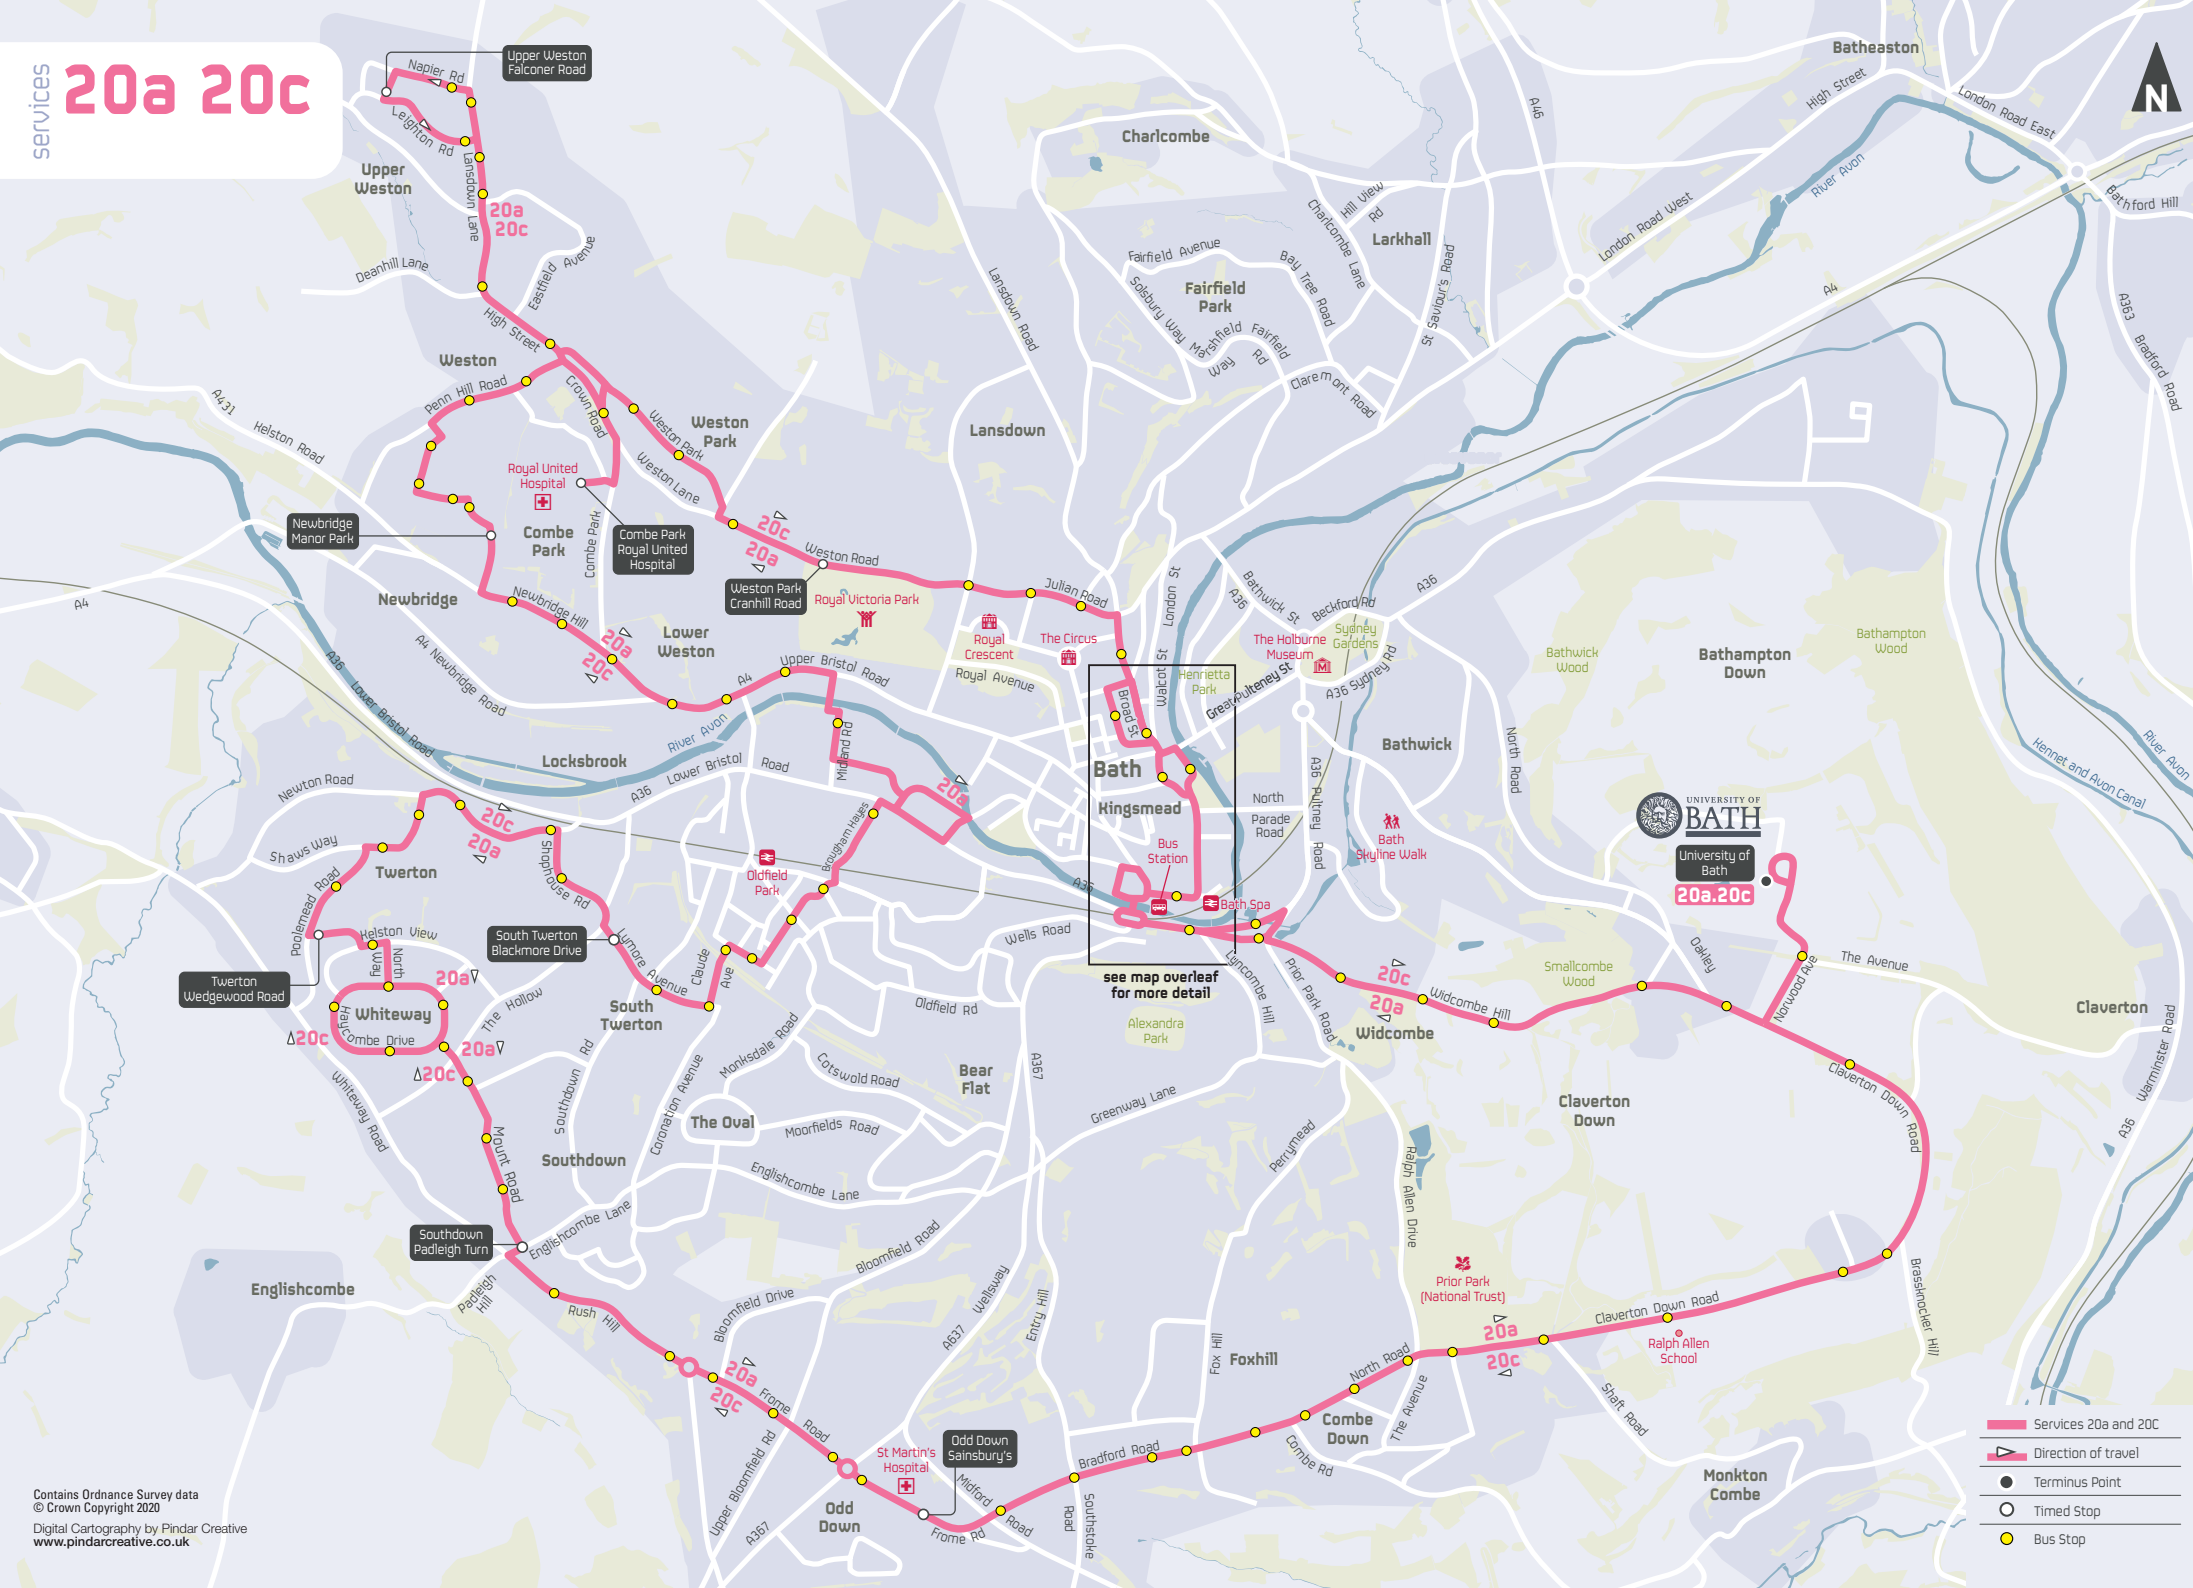 services
20a 20c
Upper Weston
Falconer Road
Napier Rd
Leighton Rd
Lansdown Lane
Upper
Weston
20a
20c
Deanhill Lane
Eastfield Avenue
High Street
Weston
Penn Hill Road
Crown Road
Weston Park
Weston
Park
Weston Lane
A431
Kelston Road
Royal United
Hospital
Newbridge
Manor Park
Combe
Park
Combe Park
Combe Park
Royal United
Hospital
20c
20a
Weston Road
Weston Park
Cranhill Road
Royal Victoria Park
Julian Road
Royal
Crescent
The Circus
Royal Avenue
Newbridge
Newbridge Hill
20a
20c
Lower
Weston
A4
A4 Newbridge Road
A36
Lower Bristol Road
A4
Upper Bristol Road
River Avon
Midland Rd
Locksbrook
A36
Lower Bristol Road
Charlcombe
A46
Batheaston
High Street
London Road East
N
River Avon
Bathford Hill
London Road West
Hill View
Rd
Charlcombe Lane
Larkhall
St Saviour's Road
Fairfield Avenue
Fairfield
Park
Bay Tree Road
Solsbury Way
Marshfield
Way
Fairfield
Rd
Claremont Road
Lansdown Road
Lansdown
A4
A363
Bradford Road
London St
Walcot St
Bathwick St
A36
Beckford Rd
A36
The Holburne
Museum
Sydney
Gardens
A36 Sydney Rd
Henrietta
Park
Great Pulteney St
Broad St
Bath
Kingsmead
North
Parade
Road
A36 Pultney Road
Bathwick
North Road
Bath
Skyline Walk
Bathwick
Wood
Bathampton
Down
Bathampton
Wood
Kennet and Avon Canal
River Avon
UNIVERSITY OF
BATH
University of
Bath
20a.20c
Bus
Station
Bath Spa
A36
Newton Road
Shaws Way
Twerton
20c
20a
Shophouse Rd
20a
Brougham Hayes
Oldfield
Park
Poolemead Road
Kelston View
North
Way
South Twerton
Blackmore Drive
Lymore Avenue
Claude
Ave
Twerton
Wedgewood Road
Whiteway
20a
Haycombe Drive
20c
20a
20c
The Hollow
South
Twerton
Wells Road
Oldfield Rd
see map overleaf
for more detail
Alexandra
Park
Lyncombe Hill
Prior Park Road
20c
20a
Widcombe Hill
Widcombe
Smallcombe
Wood
Oakley
Norwood Ave
The Avenue
Claverton
Warminster Road
A36
Claverton Down Road
Claverton
Down
Whiteway Road
Mount Road
Southdown Rd
Coronation Avenue
Monksdale Road
Cotswold Road
Bear
Flat
A367
The Oval
Moorfields Road
Southdown
Englishcombe Lane
Greenway Lane
Perrymead
Ralph Allen Drive
Southdown
Padleigh Turn
Englishcombe Lane
Padleigh
Hill
Englishcombe
Rush Hill
Bloomfield Drive
Bloomfield Road
A637
Wellsway
Entry Hill
Fox Hill
Foxhill
Prior Park
(National Trust)
20a
20c
Claverton Down Road
Ralph Allen
School
Brassknocker Hill
20a
20c
Frome Road
Upper Bloomfield Rd
A367
St Martin's
Hospital
Odd Down
Sainsbury's
Odd
Down
Frome Rd
Midford Road
Bradford Road
Southstoke
Road
Combe
Down
North Road
Combe Rd
The Avenue
Shaft Road
Monkton
Combe
Services 20a and 20C
Direction of travel
Terminus Point
Timed Stop
Bus Stop
Contains Ordnance Survey data
© Crown Copyright 2020
Digital Cartography by Pindar Creative
www.pindarcreative.co.uk